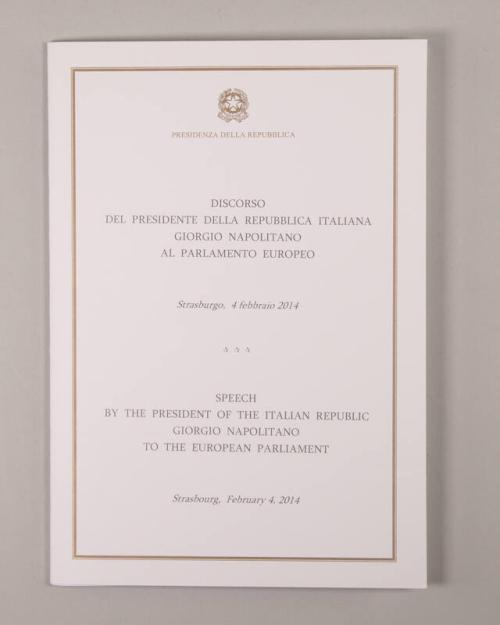 PRESIDENZA DELLA REPUBBLICA
DISCORSO
DEL PRESIDENTE DELLA REPUBBLICA ITALIANA
GIORGIO NAPOLITANO
AL PARLAMENTO EUROPEO
Strasburgo, 4 febbraio 2014
SPEECH
BY THE PRESIDENT OF THE ITALIAN REPUBLIC
GIORGIO NAPOLITANO
TO THE EUROPEAN PARLIAMENT
Strasbourg, February 4, 2014